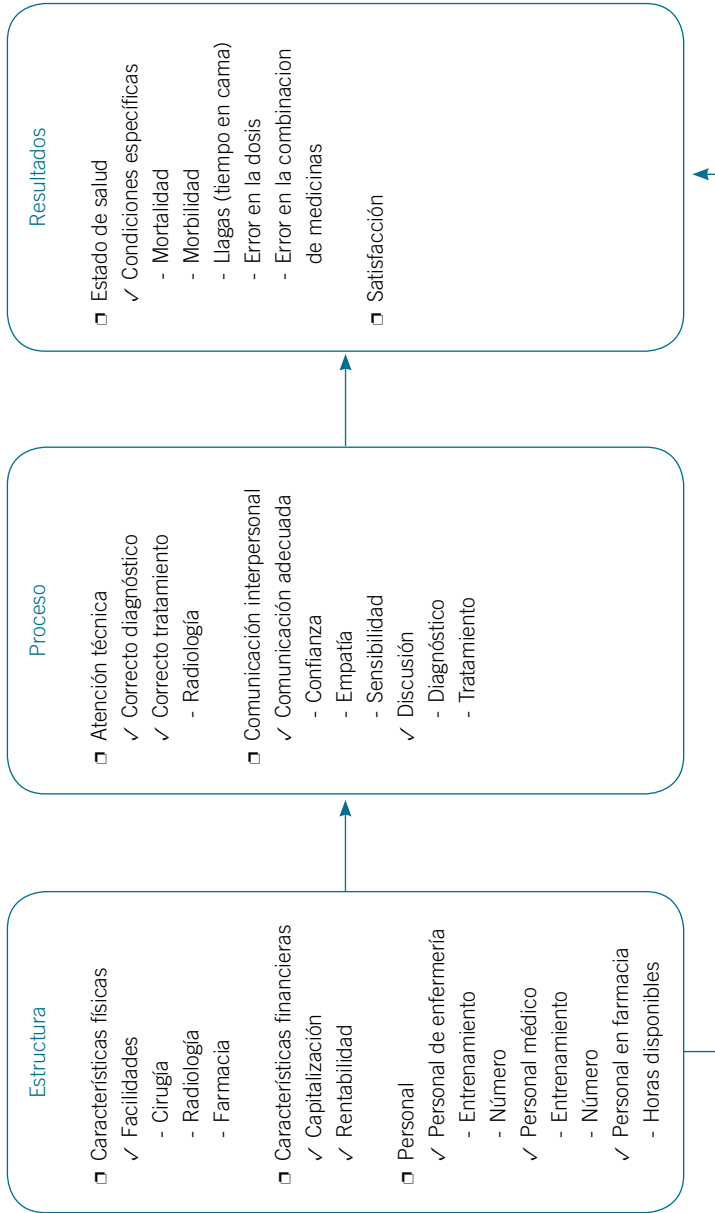 Estructura
❐ Características físicas
✓ Facilidades
- Cirugía
- Radiología
- Farmacia
❐ Características financieras
✓ Capitalización
✓ Rentabilidad
❐ Personal
✓ Personal de enfermería
- Entrenamiento
- Número
✓ Personal médico
- Entrenamiento
- Número
✓ Personal en farmacia
- Horas disponibles
Proceso
❐ Atención técnica
✓ Correcto diagnóstico
✓ Correcto tratamiento
- Radiología
❐ Comunicación interpersonal
✓ Comunicación adecuada
- Confianza
- Empatía
- Sensibilidad
✓ Discusión
- Diagnóstico
- Tratamiento
Resultados
❐ Estado de salud
✓ Condiciones específicas
- Mortalidad
- Morbilidad
- Llagas (tiempo en cama)
- Error en la dosis
- Error en la combinacion
de medicinas
❐ Satisfacción